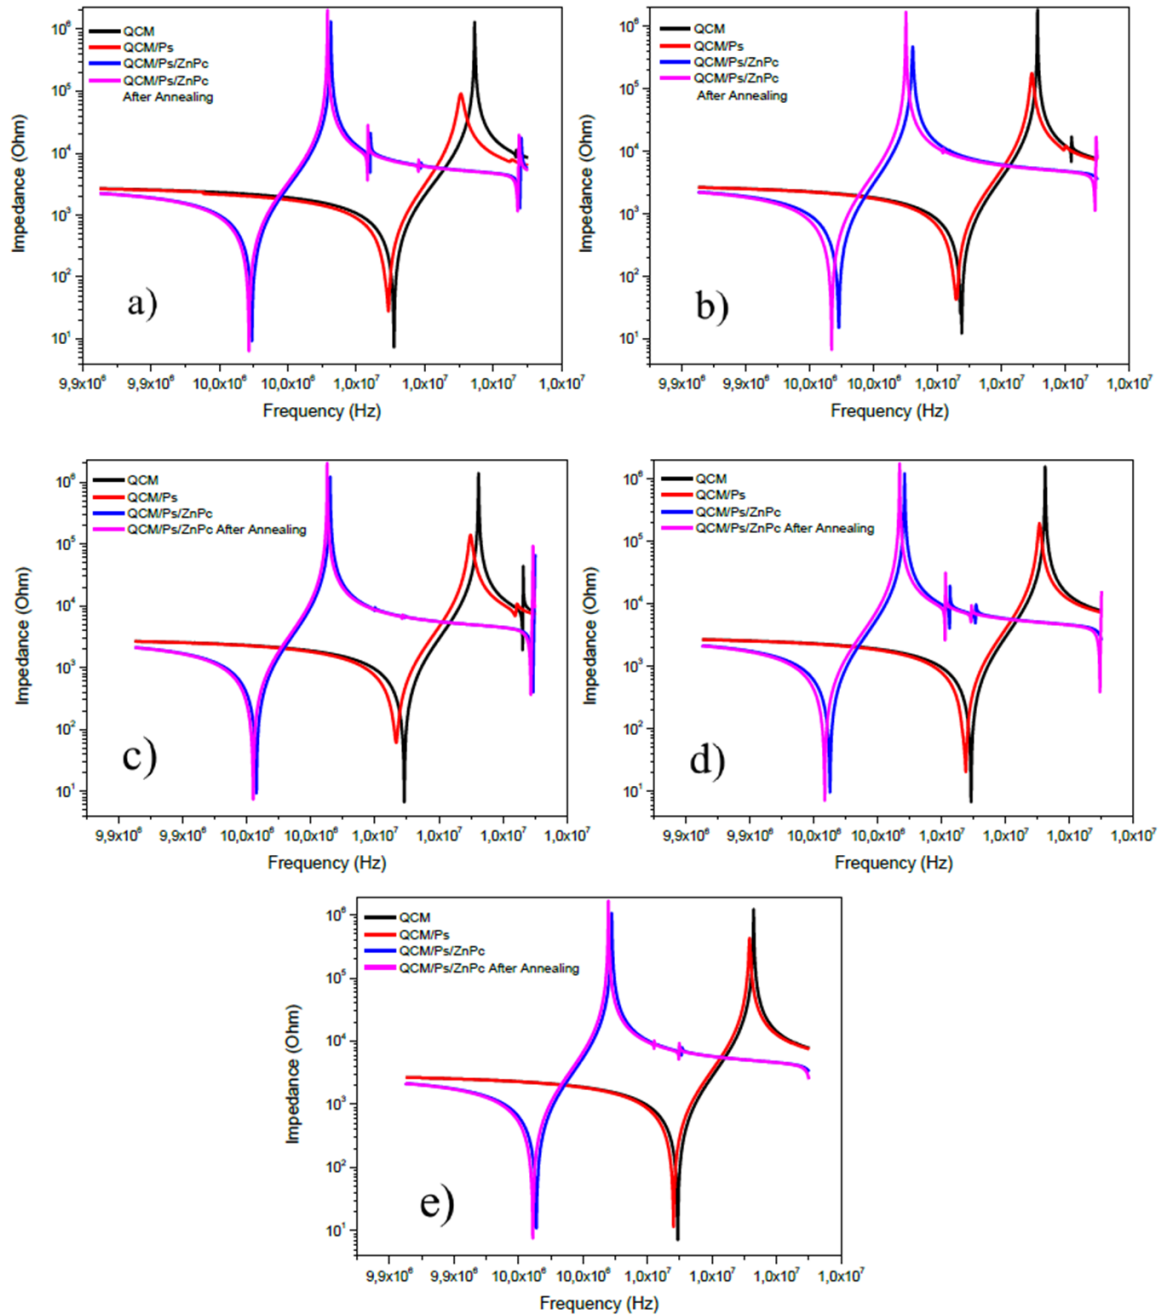 QCM
QCM/Ps
QCM/Ps/ZnPc
QCM/Ps/ZnPc
After Annealing
10⁶
10⁵
10⁴
10³
10²
10¹
Impedance (Ohm)
a)
9,9x10⁶ 9,9x10⁶ 10,0x10⁶ 10,0x10⁶ 1,0x10⁷ 1,0x10⁷ 1,0x10⁷ 1,0x10⁷
Frequency (Hz)
QCM
QCM/Ps
QCM/Ps/ZnPc
QCM/Ps/ZnPc
After Annealing
10⁶
10⁵
10⁴
10³
10²
10¹
Impedance (Ohm)
b)
9,9x10⁶ 9,9x10⁶ 10,0x10⁶ 10,0x10⁶ 1,0x10⁷ 1,0x10⁷ 1,0x10⁷ 1,0x10⁷
Frequency (Hz)
QCM
QCM/Ps
QCM/Ps/ZnPc
QCM/Ps/ZnPc After Annealing
10⁶
10⁵
10⁴
10³
10²
10¹
Impedance (Ohm)
c)
9,9x10⁶ 9,9x10⁶ 10,0x10⁶ 10,0x10⁶ 1,0x10⁷ 1,0x10⁷ 1,0x10⁷ 1,0x10⁷
Frequency (Hz)
QCM
QCM/Ps
QCM/Ps/ZnPc
QCM/Ps/ZnPc After Annealing
10⁶
10⁵
10⁴
10³
10²
10¹
Impedance (Ohm)
d)
9,9x10⁶ 9,9x10⁶ 10,0x10⁶ 10,0x10⁶ 1,0x10⁷ 1,0x10⁷ 1,0x10⁷ 1,0x10⁷
Frequency (Hz)
QCM
QCM/Ps
QCM/Ps/ZnPc
QCM/Ps/ZnPc After Annealing
10⁶
10⁵
10⁴
10³
10²
10¹
Impedance (Ohm)
e)
9,9x10⁶ 9,9x10⁶ 10,0x10⁶ 10,0x10⁶ 1,0x10⁷ 1,0x10⁷ 1,0x10⁷ 1,0x10⁷
Frequency (Hz)